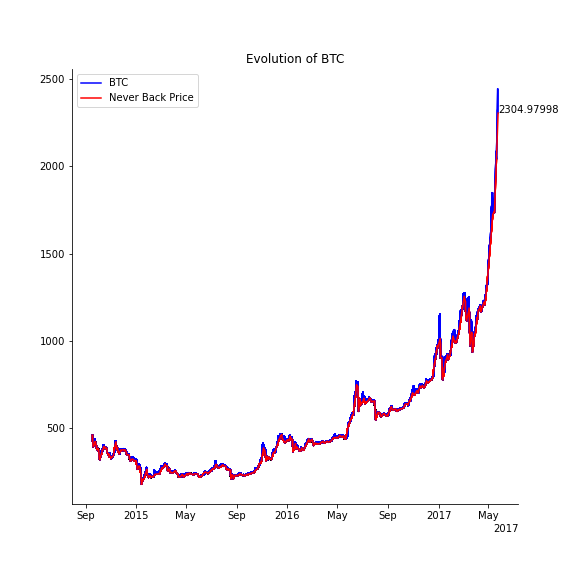 Evolution of BTC
BTC
Never Back Price
2500
2000
1500
1000
500
2304.97998
Sep 2015 May Sep 2016 May Sep 2017 May
2017